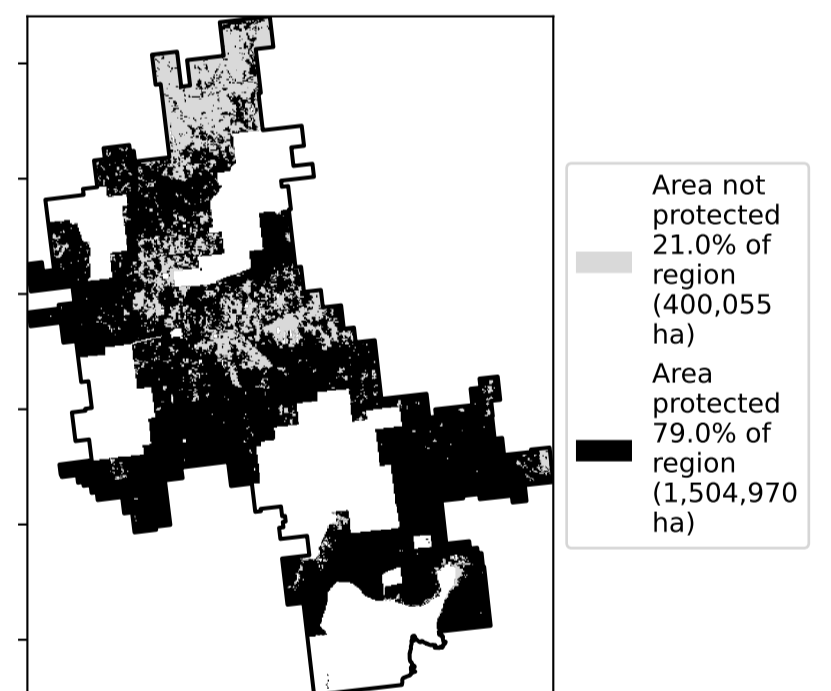 Area not
protected
21.0% of
region
(400,055
ha)
Area
protected
79.0% of
region
(1,504,970
ha)